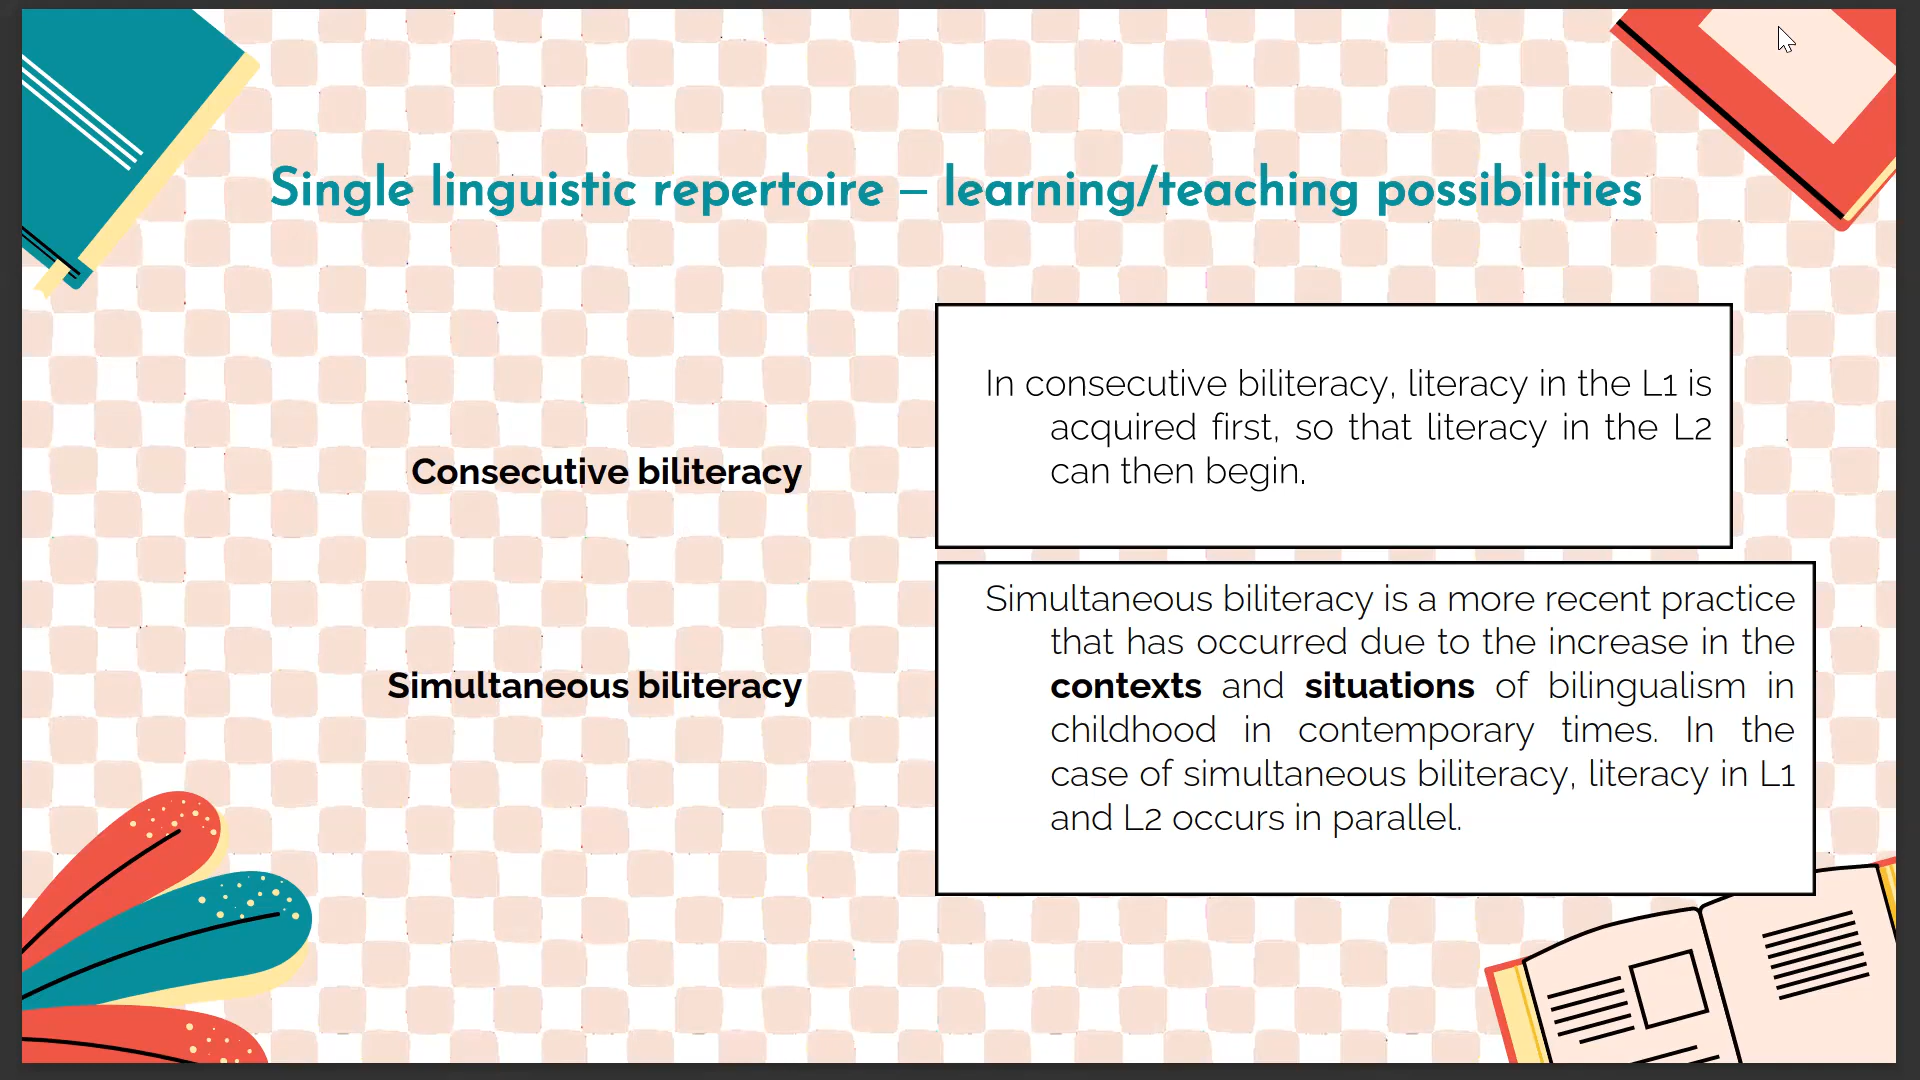 Single linguistic repertoire – learning/teaching possibilities
Consecutive biliteracy
In consecutive biliteracy, literacy in the L1 is
acquired first, so that literacy in the L2
can then begin.
Simultaneous biliteracy
Simultaneous biliteracy is a more recent practice
that has occurred due to the increase in the
contexts and situations of bilingualism in
childhood in contemporary times. In the
case of simultaneous biliteracy, literacy in L1
and L2 occurs in parallel.